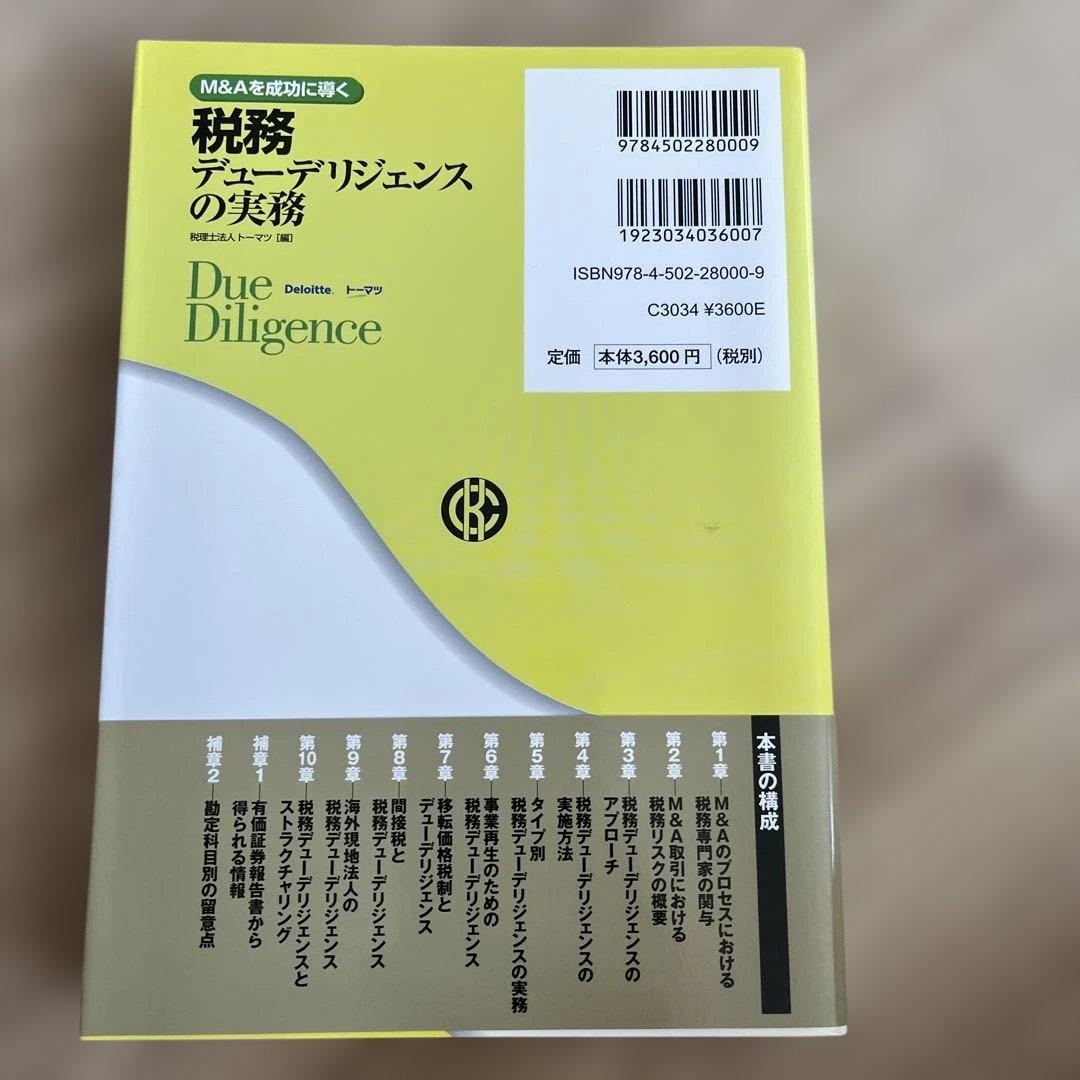 M&Aを成功に導く
税務
デューデリジェンス
の実務
税理士法人トーマツ [編]
Due
Diligence
Deloitte. トーマツ
9784502280009
1923034036007
ISBN978-4-502-28000-9
C3034 ¥3600E
定価 本体3,600円 (税別)
本書の構成
第1章―M&Aのプロセスにおける
税務専門家の関与
第2章―M&A取引における
税務リスクの概要
第3章―税務デューデリジェンスの
アプローチ
第4章―税務デューデリジェンスの
実施方法
第5章―タイプ別
税務デューデリジェンスの実務
第6章―事業再生のための
税務デューデリジェンス
第7章―移転価格税制と
デューデリジェンス
第8章―間接税と
税務デューデリジェンス
第9章―海外現地法人の
税務デューデリジェンス
第10章―税務デューデリジェンスと
ストラクチャリング
補章1―有価証券報告書から
得られる情報
補章2―勘定科目別の留意点